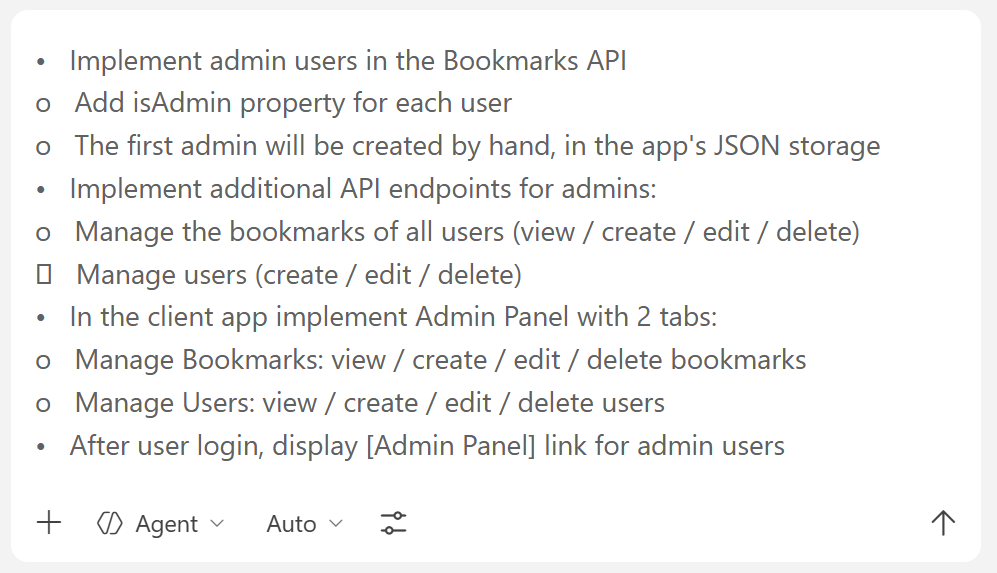 • Implement admin users in the Bookmarks API
o Add isAdmin property for each user
o The first admin will be created by hand, in the app's JSON storage
• Implement additional API endpoints for admins:
o Manage the bookmarks of all users (view / create / edit / delete)
▯ Manage users (create / edit / delete)
• In the client app implement Admin Panel with 2 tabs:
o Manage Bookmarks: view / create / edit / delete bookmarks
o Manage Users: view / create / edit / delete users
• After user login, display [Admin Panel] link for admin users
Agent Auto